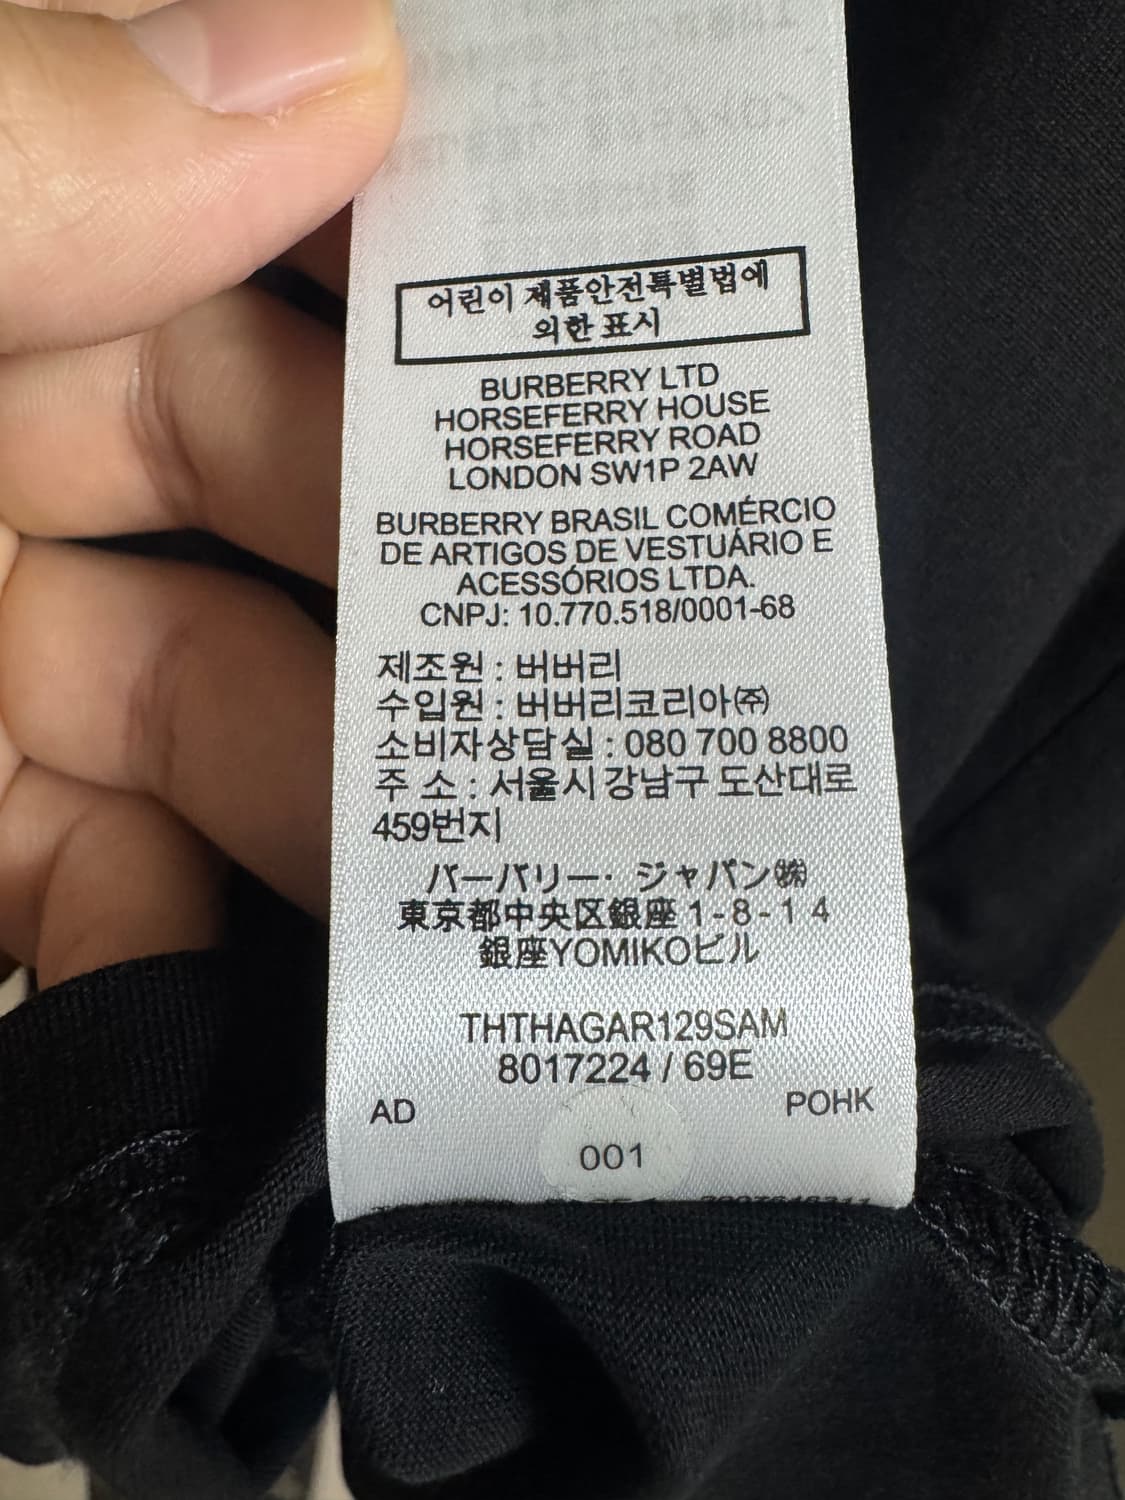 어린이 제품안전특별법에
의한 표시
BURBERRY LTD
HORSEFERRY HOUSE
HORSEFERRY ROAD
LONDON SW1P 2AW
BURBERRY BRASIL COMÉRCIO
DE ARTIGOS DE VESTUÁRIO E
ACESSÓRIOS LTDA.
CNPJ: 10.770.518/0001-68
제조원 : 버버리
수입원 : 버버리코리아㈜
소비자상담실 : 080 700 8800
주 소 : 서울시 강남구 도산대로
459번지
バーバリー· ジャパン㈱
東京都中央区銀座 1-8-14
銀座YOMIKOビル
THTHAGAR129SAM
8017224 / 69E
AD POHK
001